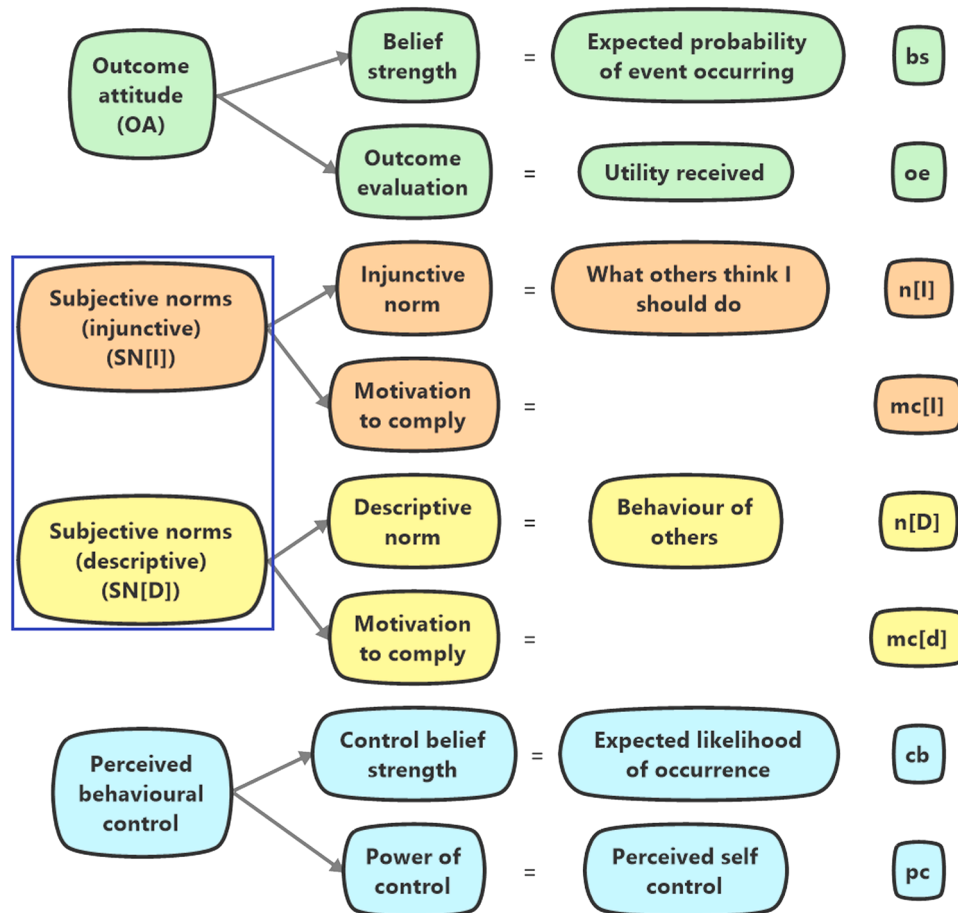 Outcome
attitude
(OA)
Belief
strength
=
Expected probability
of event occurring
bs
Outcome
evaluation
=
Utility received
oe
Subjective norms
(injunctive)
(SN[I])
Injunctive
norm
=
What others think I
should do
n[I]
Motivation
to comply
=
mc[I]
Subjective norms
(descriptive)
(SN[D])
Descriptive
norm
=
Behaviour of
others
n[D]
Motivation
to comply
=
mc[d]
Perceived
behavioural
control
Control belief
strength
=
Expected likelihood
of occurrence
cb
Power of
control
=
Perceived self
control
pc